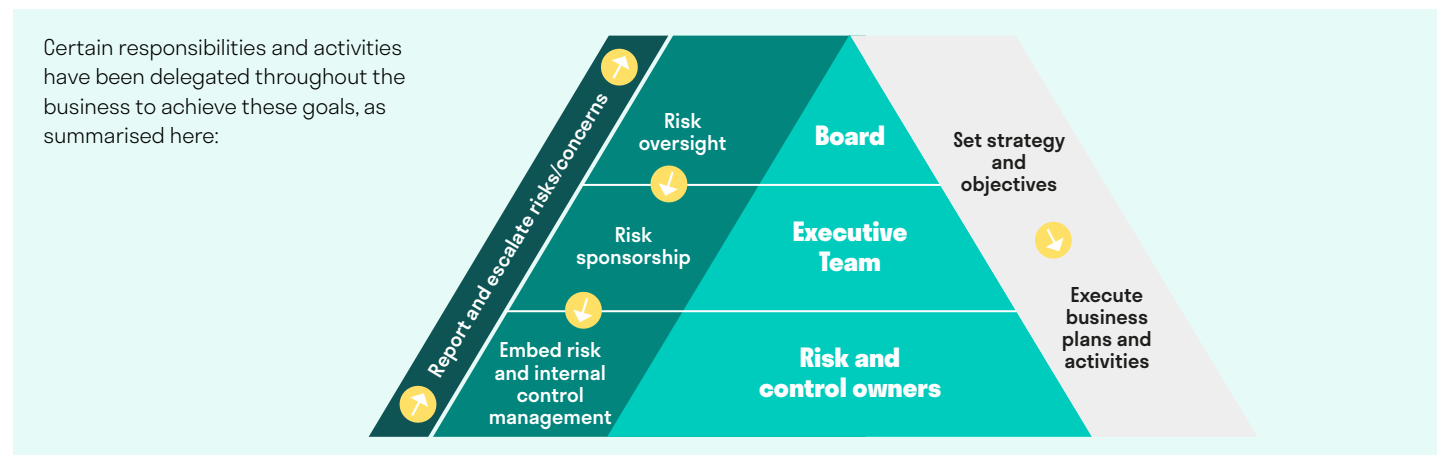 Certain responsibilities and activities
have been delegated throughout the
business to achieve these goals, as
summarised here:
Report and escalate risks/concerns
Risk
oversight
Board
Set strategy
and
objectives
Risk
sponsorship
Executive
Team
Execute
business
plans and
activities
Embed risk
and internal
control
management
Risk and
control owners